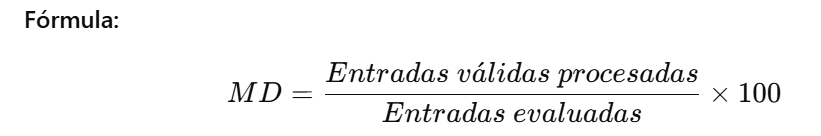 Fórmula:
MD = Entradas válidas procesadas / Entradas evaluadas × 100